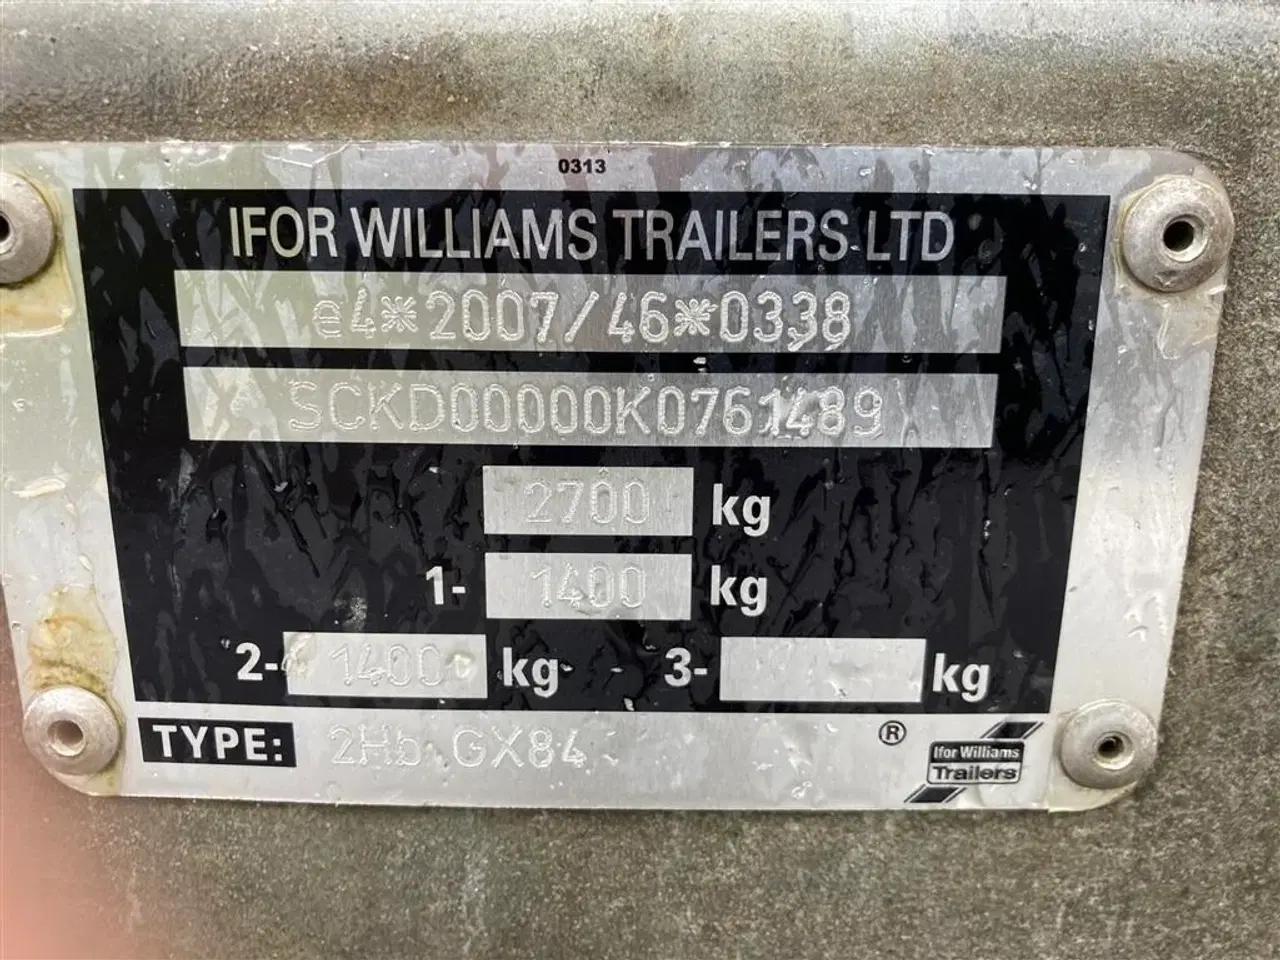 0313
IFOR WILLIAMS TRAILERS LTD
e4*2007/46*0338
SCKD00000K0761489
2700 kg
1- 1400 kg
2- 1400 kg 3- kg
TYPE: 2Hb GX84 ®
Ifor Williams
Trailers